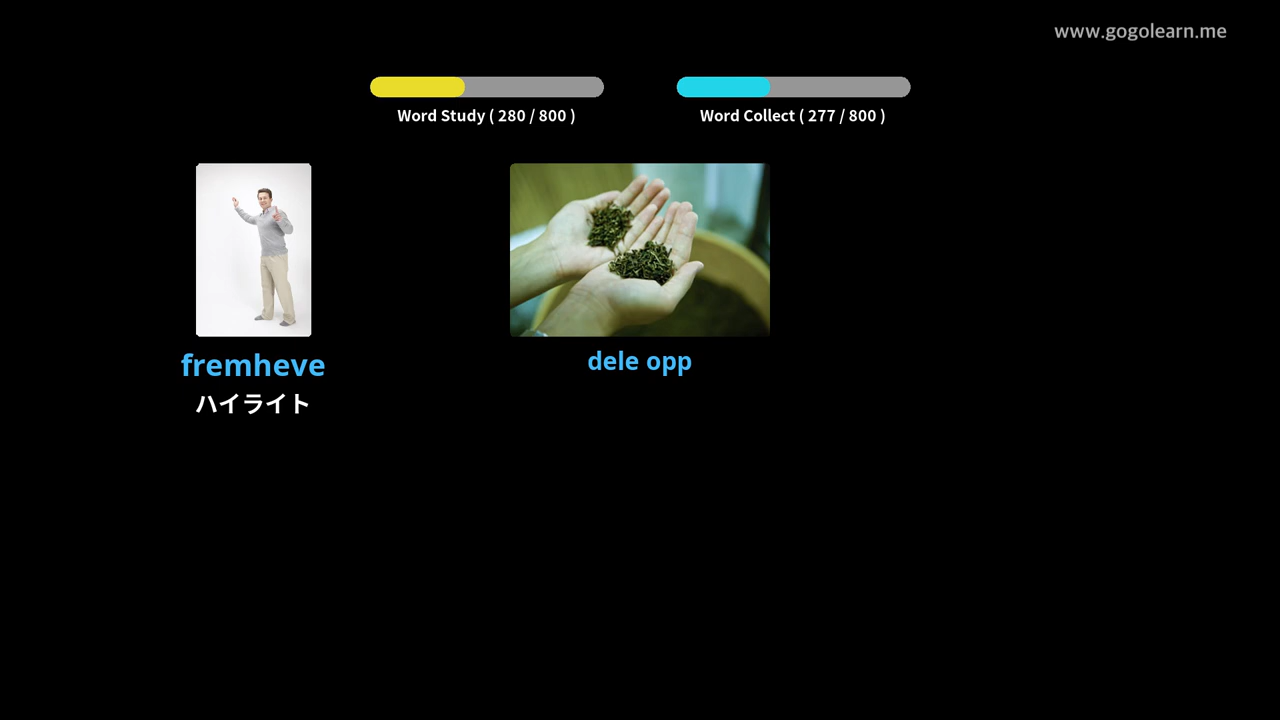 www.gogolearn.me
Word Study ( 280 / 800 )
Word Collect ( 277 / 800 )
fremheve
ハイライト
dele opp